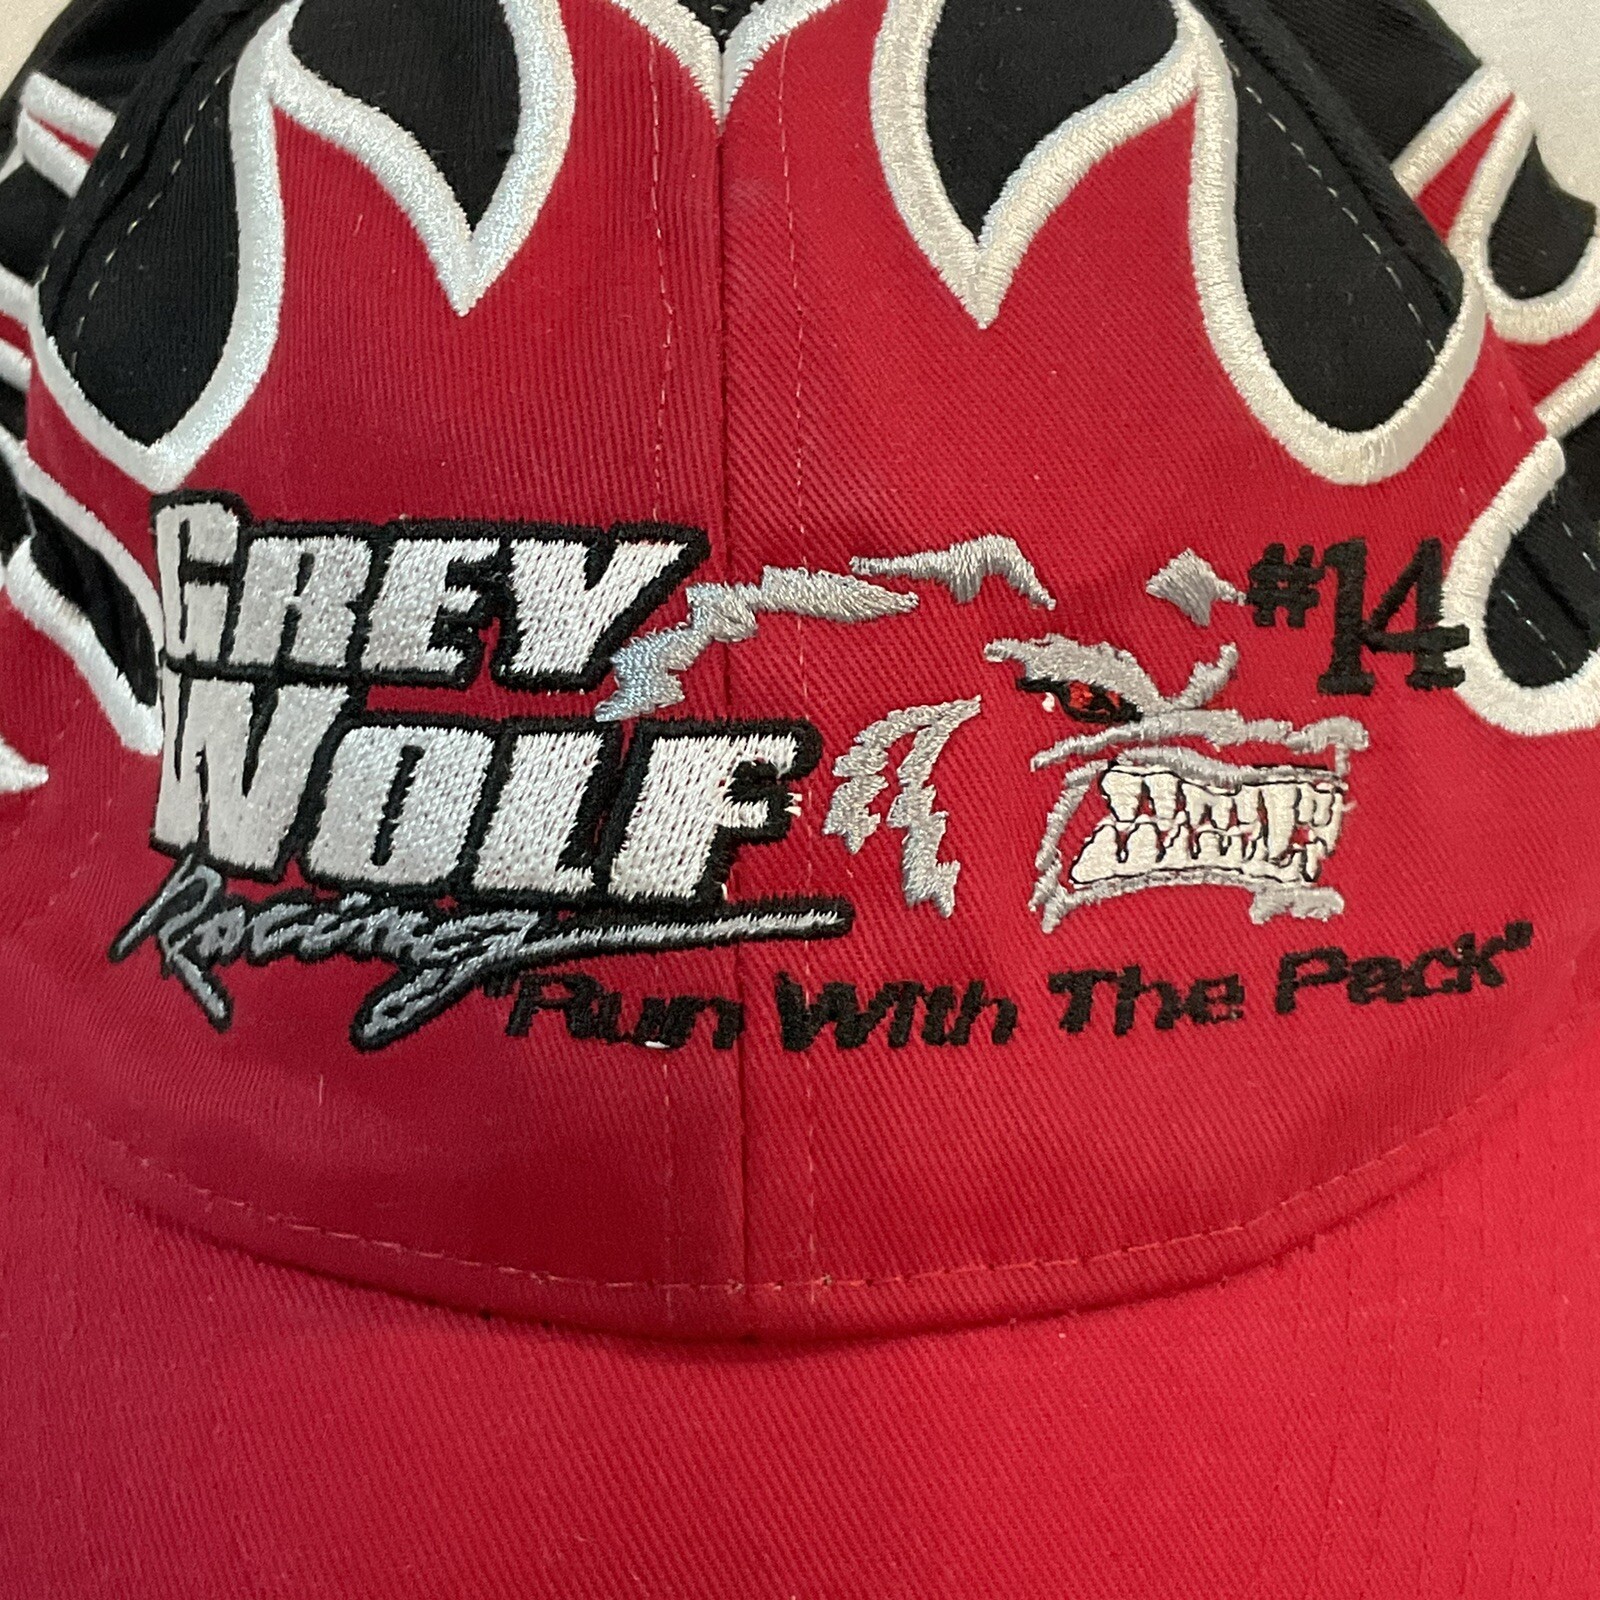 GREY
WOLF
Racing
#14
"Run With The Pack"